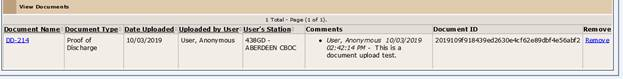 View Documents
1 Total - Page (1 of 1).
Document Name Document Type Date Uploaded Uploaded by User User's Station Comments Document ID Remove
DD-214 Proof of Discharge 10/03/2019 User, Anonymous 438GD - ABERDEEN CBOC • User, Anonymous 10/03/2019 02:42:14 PM - This is a document upload test. 2019109f918439ed2630e4cf62e89dbf4e56abf2 Remove